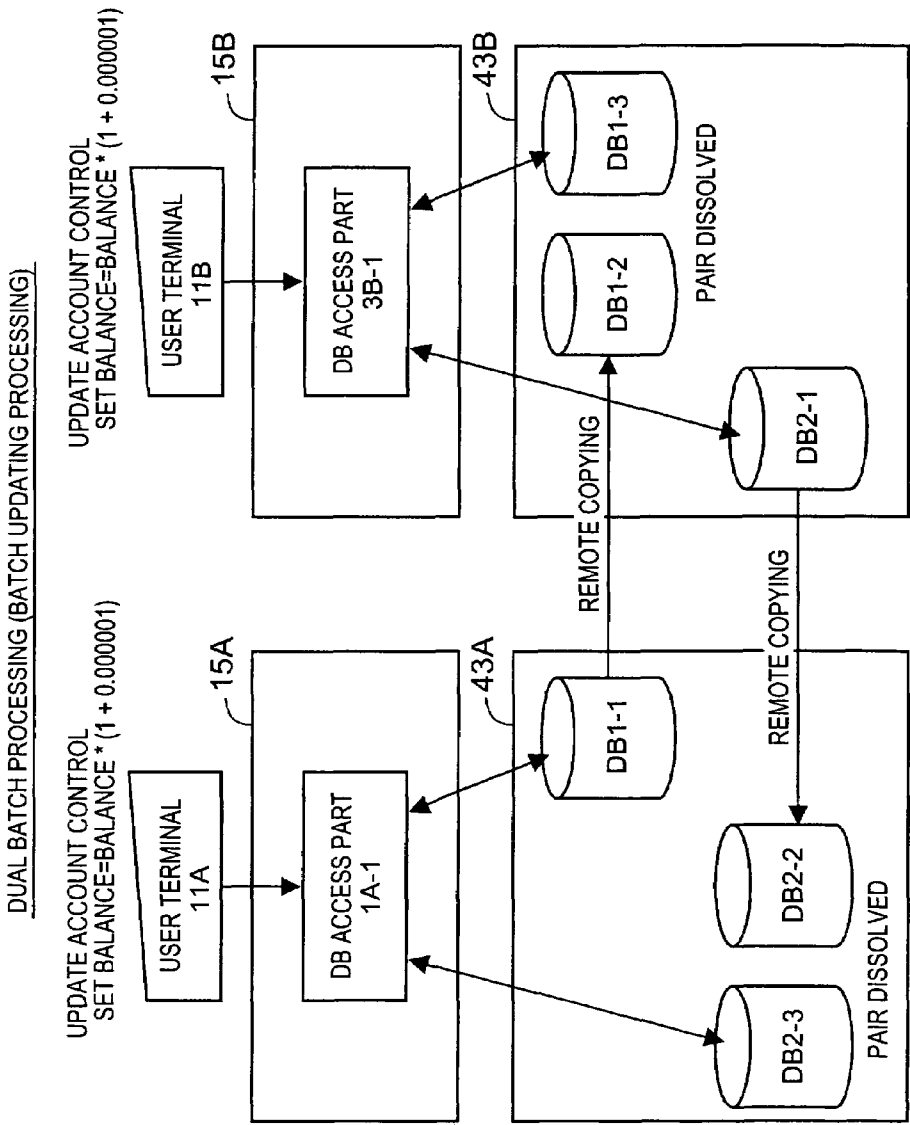 DUAL BATCH PROCESSING (BATCH UPDATING PROCESSING)
UPDATE ACCOUNT CONTROL
SET BALANCE=BALANCE * (1 + 0.000001)
USER TERMINAL
11A
15A
DB ACCESS PART
1A-1
43A
DB1-1
DB2-3
DB2-2
PAIR DISSOLVED
REMOTE COPYING
REMOTE COPYING
UPDATE ACCOUNT CONTROL
SET BALANCE=BALANCE * (1 + 0.000001)
USER TERMINAL
11B
15B
DB ACCESS PART
3B-1
43B
DB1-2
DB1-3
PAIR DISSOLVED
DB2-1